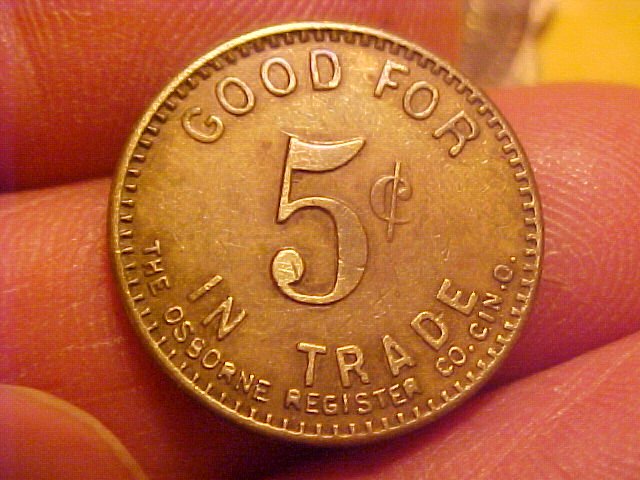 GOOD FOR
5¢
IN TRADE
THE OSBORNE REGISTER CO. CIN. O.